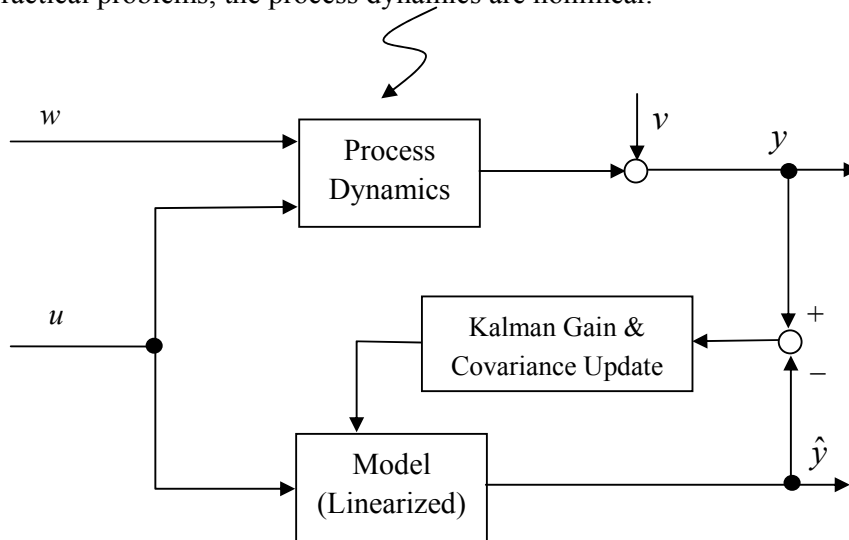 ractical problems, the process dynamics are nonlinear.
w
Process
Dynamics
v
y
u
Kalman Gain &
Covariance Update
+
−
Model
(Linearized)
ŷ